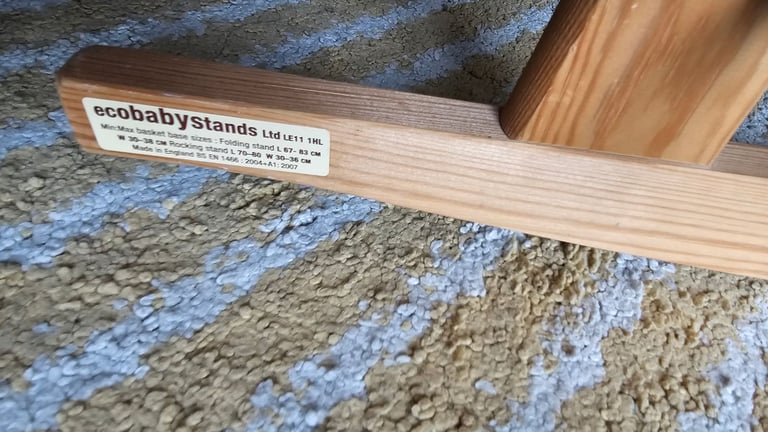 ecobabystands Ltd LE11 1HL
Min:Max basket base sizes : Folding stand L 67- 83 CM
W 30-38 CM Rocking stand L 70-80 W 30-36 CM
Made in England BS EN 1466 : 2004+A1: 2007